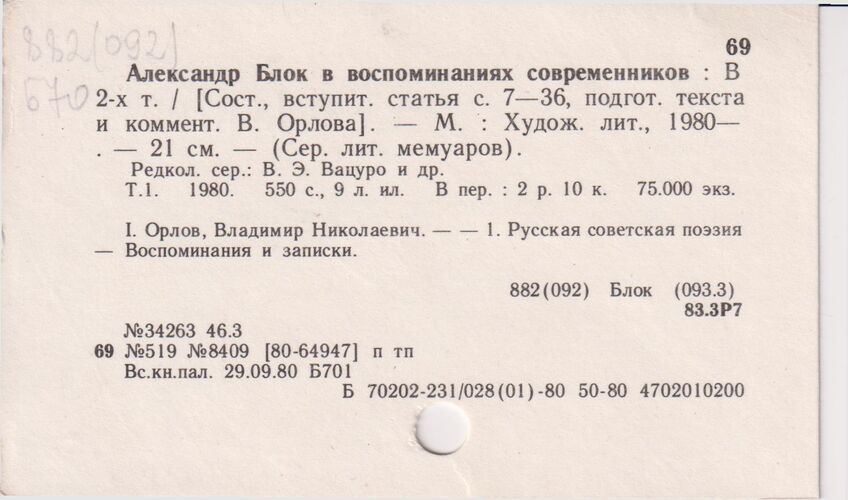 882(092)
Б70
69
Александр Блок в воспоминаниях современников : В
2-х т. / [Сост., вступит. статья с. 7—36, подгот. текста
и коммент. В. Орлова]. — М. : Худож. лит., 1980—
. — 21 см. — (Сер. лит. мемуаров).
Редкол. сер.: В. Э. Вацуро и др.
Т.1. 1980. 550 с., 9 л. ил. В пер. : 2 р. 10 к. 75.000 экз.
I. Орлов, Владимир Николаевич. — — 1. Русская советская поэзия
— Воспоминания и записки.
882(092) Блок (093.3)
83.3Р7
№34263 46.3
69 №519 №8409 [80-64947] п тп
Вс.кн.пал. 29.09.80 Б701
Б 70202-231/028(01)-80 50-80 4702010200